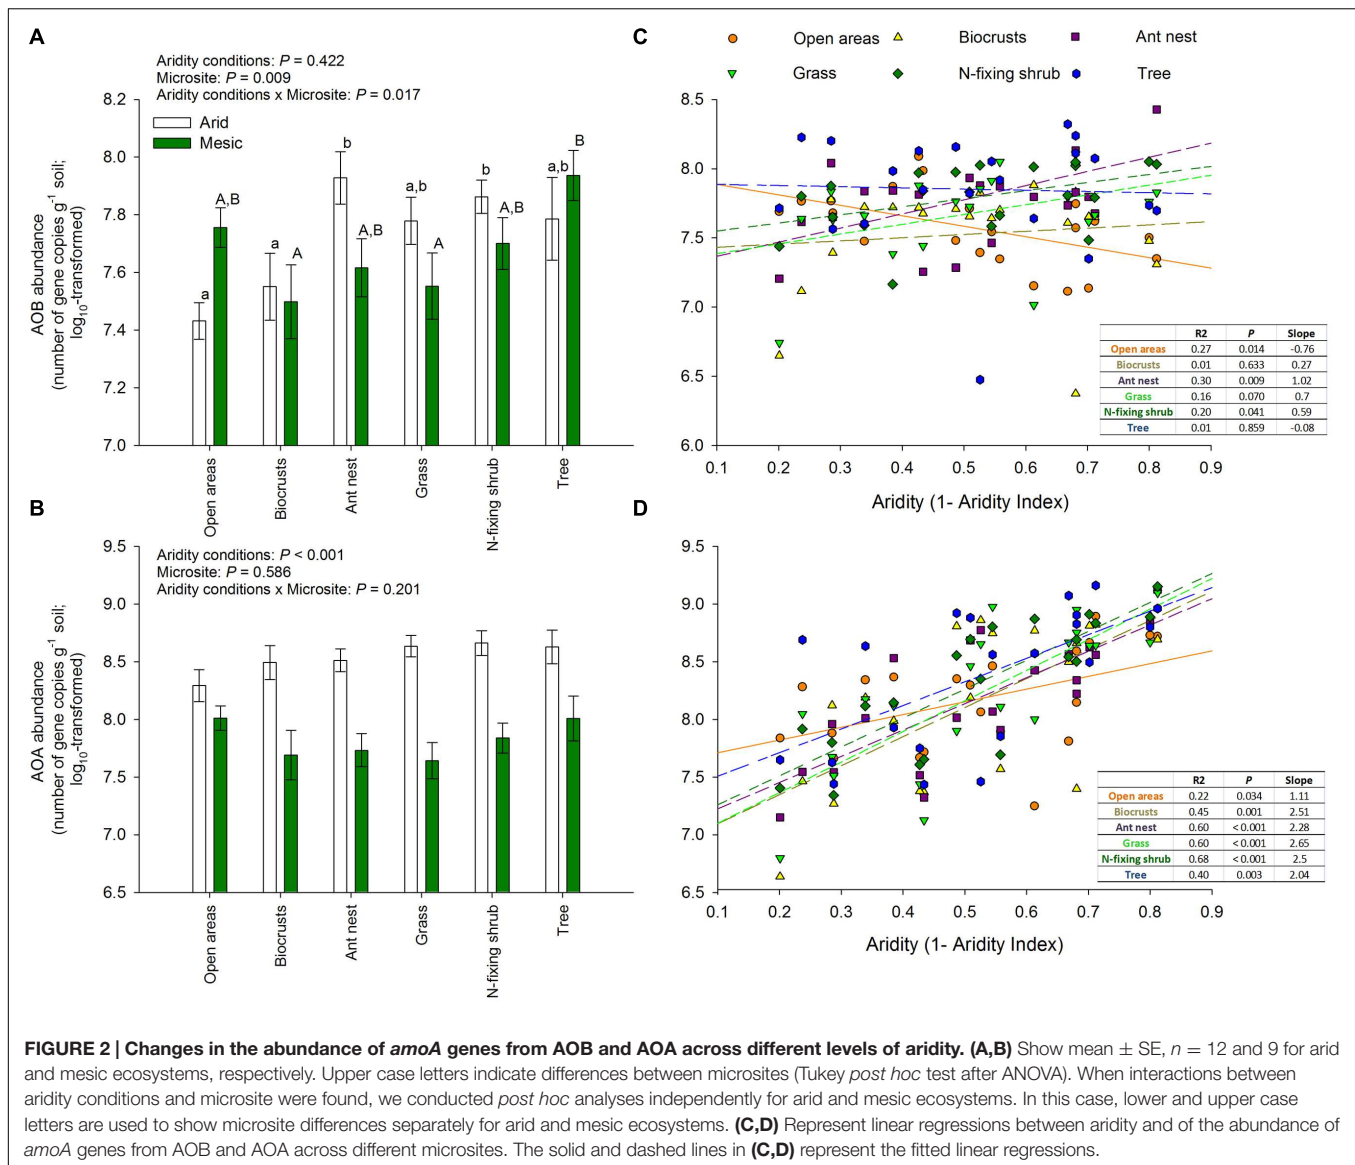 A
Aridity conditions: P = 0.422
Microsite: P = 0.009
Aridity conditions x Microsite: P = 0.017
AOB abundance
(number of gene copies g⁻¹ soil;
log₁₀-transformed)
8.2
8.0
7.8
7.6
7.4
7.2
7.0
Arid
Mesic
a
A,B
a
A
b
A,B
a,b
A
b
A,B
a,b
B
Open areas
Biocrusts
Ant nest
Grass
N-fixing shrub
Tree
B
Aridity conditions: P < 0.001
Microsite: P = 0.586
Aridity conditions x Microsite: P = 0.201
AOA abundance
(number of gene copies g⁻¹ soil;
log₁₀-transformed)
9.5
9.0
8.5
8.0
7.5
7.0
6.5
Open areas
Biocrusts
Ant nest
Grass
N-fixing shrub
Tree
C
Open areas Biocrusts Ant nest
Grass N-fixing shrub Tree
8.5
8.0
7.5
7.0
6.5
6.0
R2 P Slope
Open areas 0.27 0.014 -0.76
Biocrusts 0.01 0.633 0.27
Ant nest 0.30 0.009 1.02
Grass 0.16 0.070 0.7
N-fixing shrub 0.20 0.041 0.59
Tree 0.01 0.859 -0.08
0.1 0.2 0.3 0.4 0.5 0.6 0.7 0.8 0.9
Aridity (1- Aridity Index)
D
9.5
9.0
8.5
8.0
7.5
7.0
6.5
R2 P Slope
Open areas 0.22 0.034 1.11
Biocrusts 0.45 0.001 2.51
Ant nest 0.60 < 0.001 2.28
Grass 0.60 < 0.001 2.65
N-fixing shrub 0.68 < 0.001 2.5
Tree 0.40 0.003 2.04
0.1 0.2 0.3 0.4 0.5 0.6 0.7 0.8 0.9
Aridity (1- Aridity Index)
FIGURE 2 | Changes in the abundance of amoA genes from AOB and AOA across different levels of aridity. (A,B) Show mean ± SE, n = 12 and 9 for arid
and mesic ecosystems, respectively. Upper case letters indicate differences between microsites (Tukey post hoc test after ANOVA). When interactions between
aridity conditions and microsite were found, we conducted post hoc analyses independently for arid and mesic ecosystems. In this case, lower and upper case
letters are used to show microsite differences separately for arid and mesic ecosystems. (C,D) Represent linear regressions between aridity and of the abundance of
amoA genes from AOB and AOA across different microsites. The solid and dashed lines in (C,D) represent the fitted linear regressions.